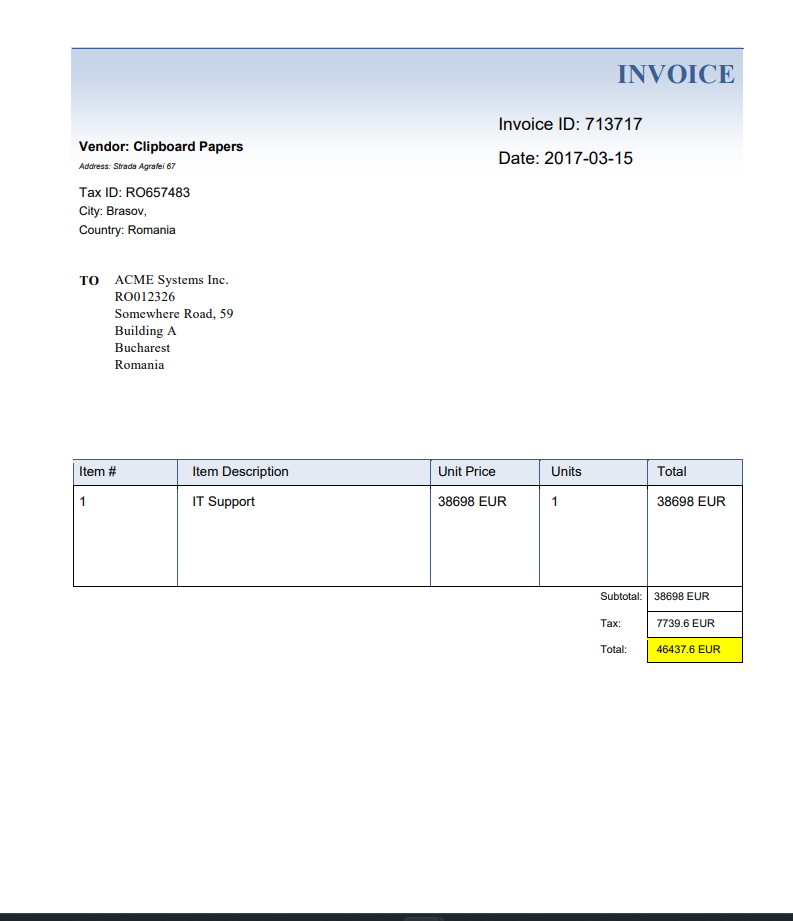 INVOICE
Invoice ID: 713717
Vendor: Clipboard Papers
Date: 2017-03-15
Address: Strada Agrafei 67
Tax ID: RO657483
City: Brasov,
Country: Romania
TO ACME Systems Inc.
RO012326
Somewhere Road, 59
Building A
Bucharest
Romania
Item # Item Description Unit Price Units Total
1 IT Support 38698 EUR 1 38698 EUR
Subtotal: 38698 EUR
Tax: 7739.6 EUR
Total: 46437.6 EUR